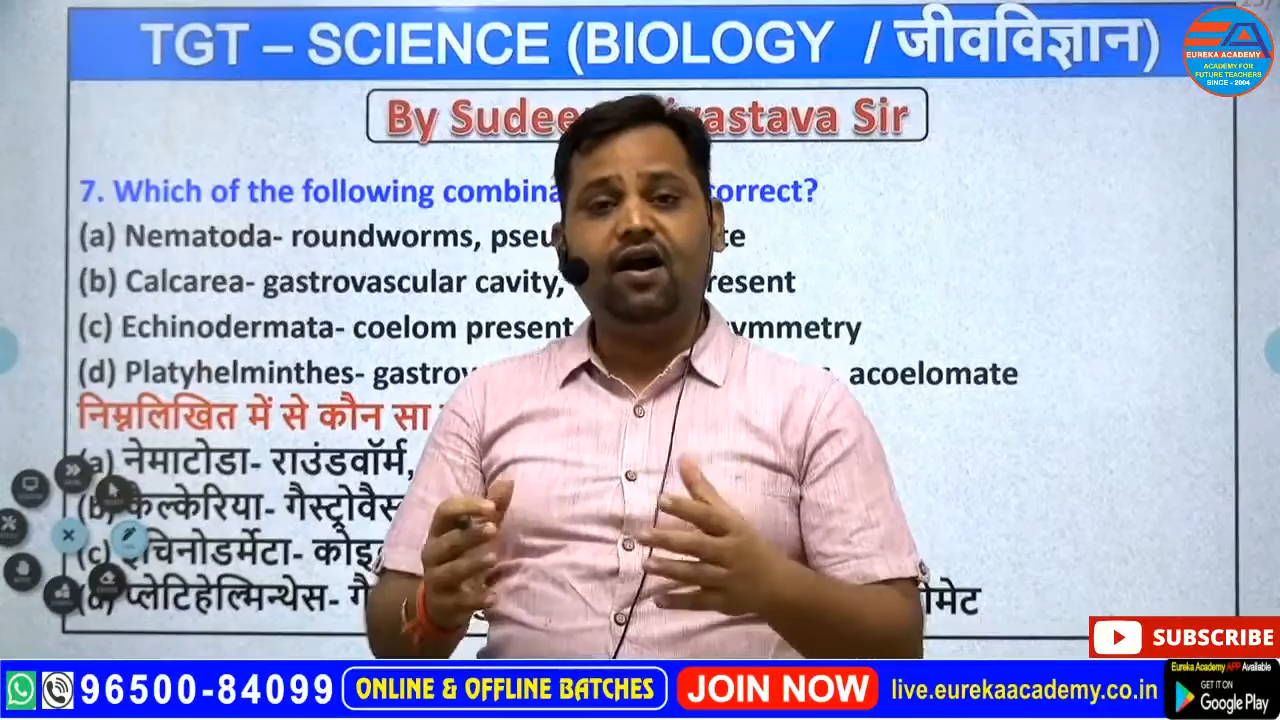 TGT – SCIENCE (BIOLOGY / जीवविज्ञान)
EUREKA ACADEMY
ACADEMY FOR
FUTURE TEACHERS
SINCE - 2004
By Sudee vastava Sir
7. Which of the following combina correct?
(a) Nematoda- roundworms, pseu te
(b) Calcarea- gastrovascular cavity, resent
(c) Echinodermata- coelom present ymmetry
(d) Platyhelminthes- gastrov , acoelomate
निम्नलिखित में से कौन सा
(a) नेमाटोडा- राउंडवॉर्म,
(b) केल्केरिया- गैस्ट्रोवैस
(c) इचिनोडर्मेटा- कोइ
प्लेटिहेल्मिन्थेस- गै ोमेट
SUBSCRIBE
96500-84099
ONLINE & OFFLINE BATCHES
JOIN NOW
live.eurekaacademy.co.in
Eureka Academy APP Available
GET IT ON
Google Play